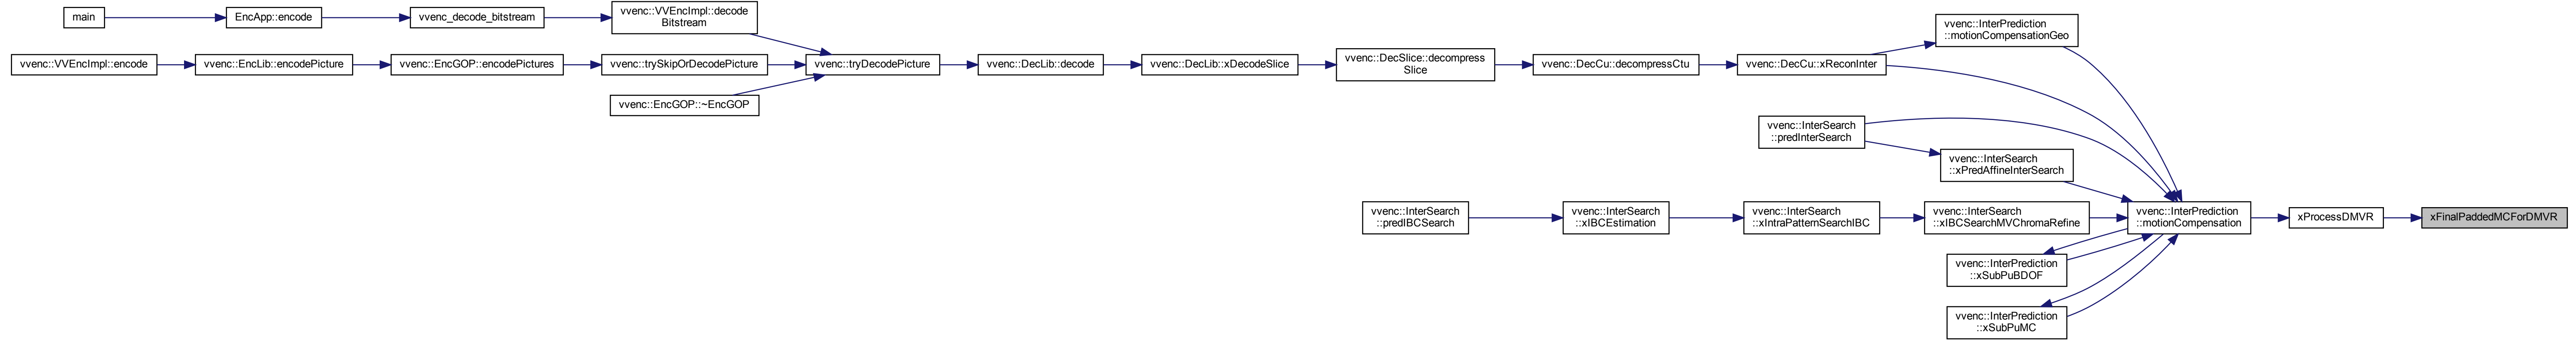 main
EncApp::encode
vvenc_decode_bitstream
vvenc::VVEncImpl::decode
Bitstream
vvenc::VVEncImpl::encode
vvenc::EncLib::encodePicture
vvenc::EncGOP::encodePictures
vvenc::trySkipOrDecodePicture
vvenc::EncGOP::~EncGOP
vvenc::tryDecodePicture
vvenc::DecLib::decode
vvenc::DecLib::xDecodeSlice
vvenc::DecSlice::decompress
Slice
vvenc::DecCu::decompressCtu
vvenc::DecCu::xReconInter
vvenc::InterPrediction
::motionCompensationGeo
vvenc::InterSearch
::predInterSearch
vvenc::InterSearch
::xPredAffineInterSearch
vvenc::InterSearch
::predIBCSearch
vvenc::InterSearch
::xIBCEstimation
vvenc::InterSearch
::xIntraPatternSearchIBC
vvenc::InterSearch
::xIBCSearchMVChromaRefine
vvenc::InterPrediction
::motionCompensation
xProcessDMVR
xFinalPaddedMCForDMVR
vvenc::InterPrediction
::xSubPuBDOF
vvenc::InterPrediction
::xSubPuMC